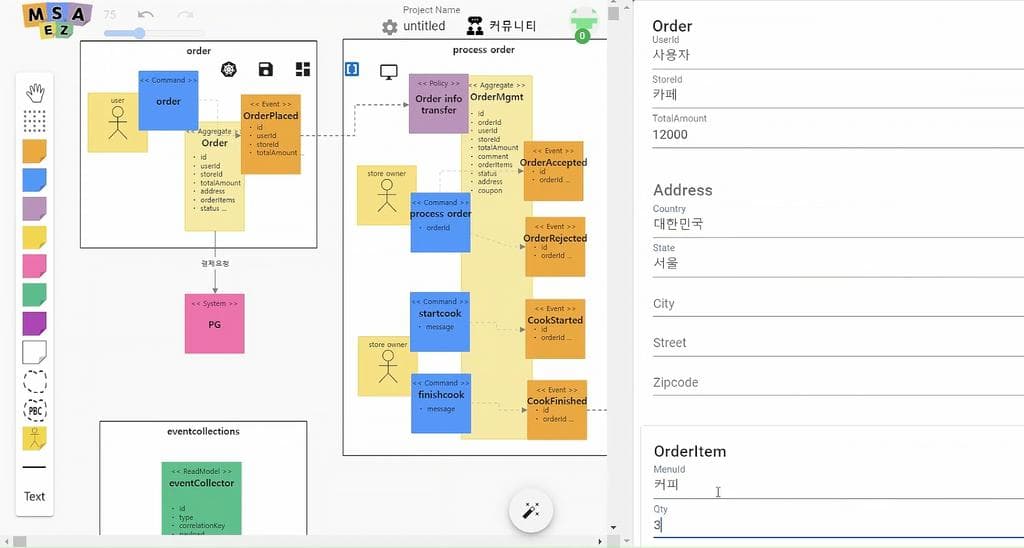 MSA
EZ
75
Project Name
untitled
커뮤니티
0
order
<< Command >>
order
user
<< Event >>
OrderPlaced
id
userId
storeId
totalAmount
<< Aggregate >>
Order
id
userId
storeId
totalAmount
address
orderItems
status ...
결제요청
<< System >>
PG
eventcollections
<< ReadModel >>
eventCollector
id
type
correlationKey
payload
process order
<< Policy >>
Order info
transfer
<< Aggregate >>
OrderMgmt
id
orderId
userId
storeId
totalAmount
comment
orderItems
status
address
coupon
<< Event >>
OrderAccepted
id
orderId ...
store owner
<< Command >>
process order
orderId
<< Event >>
OrderRejected
id
orderId ...
<< Command >>
startcook
message
<< Event >>
CookStarted
id
orderId ...
store owner
<< Command >>
finishcook
message
<< Event >>
CookFinished
id
orderId ...
PBC
Text
Order
UserId
사용자
StoreId
카페
TotalAmount
12000
Address
Country
대한민국
State
서울
City
Street
Zipcode
OrderItem
MenuId
커피
Qty
3